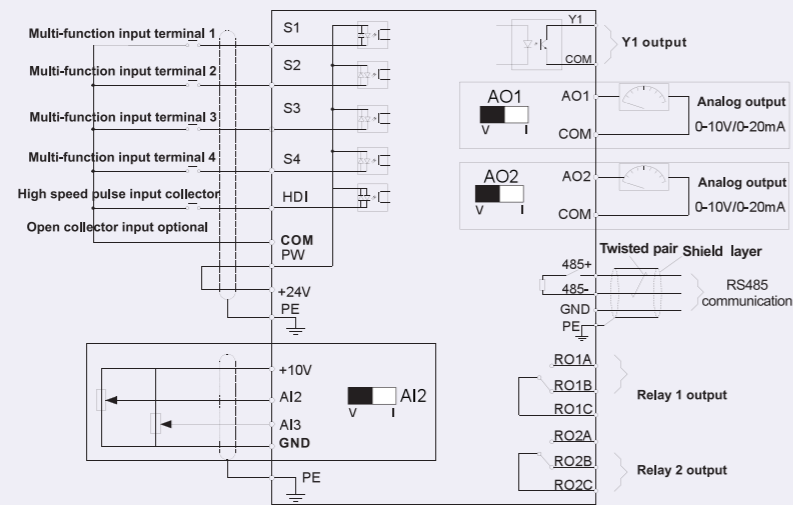 Multi-function input terminal 1
Multi-function input terminal 2
Multi-function input terminal 3
Multi-function input terminal 4
High speed pulse input collector
Open collector input optional
S1
S2
S3
S4
HDI
COM
PW
+24V
PE
+10V
AI2
AI3
GND
PE
AI2
V I
Y1
COM
Y1 output
AO1
V I
AO1
COM
Analog output
0-10V/0-20mA
AO2
V I
AO2
COM
Analog output
0-10V/0-20mA
Twisted pair
Shield layer
485+
485-
GND
PE
RS485
communication
RO1A
RO1B
RO1C
Relay 1 output
RO2A
RO2B
RO2C
Relay 2 output